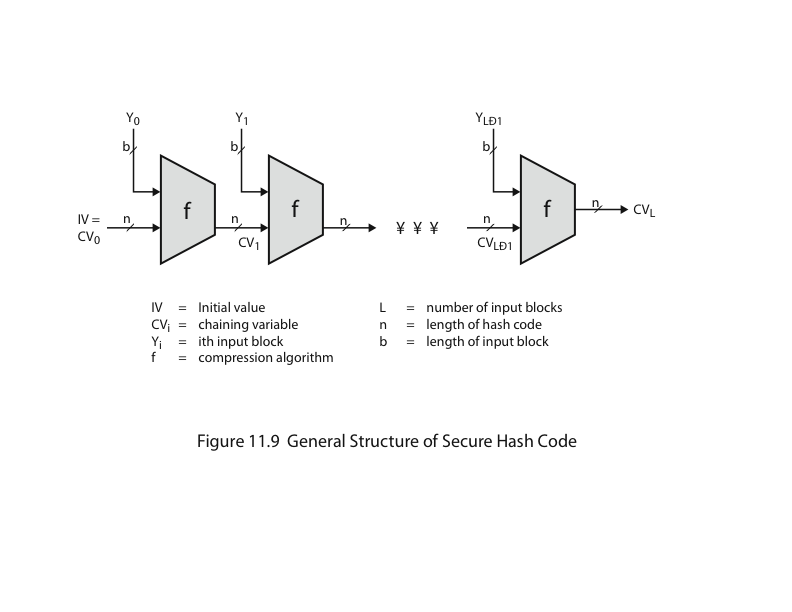 Y0 Y1 YLÐ1
b b b
f f f
IV = CV0 n n n n n CVL
CV1 CVLÐ1
¥ ¥ ¥
IV = Initial value L = number of input blocks
CVi = chaining variable n = length of hash code
Yi = ith input block b = length of input block
f = compression algorithm
Figure 11.9 General Structure of Secure Hash Code